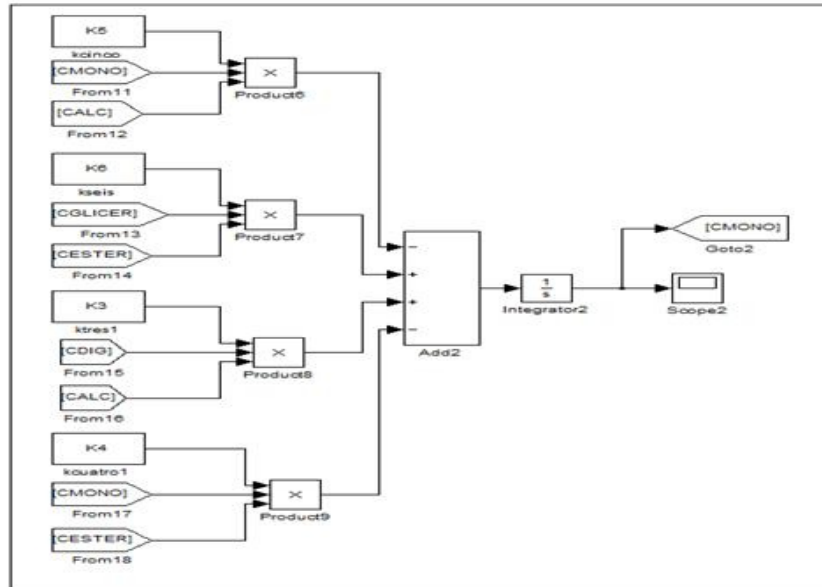 K5
kcinco
[CMONO]
From11
[CALC]
From12
×
Product6
K6
kseis
[CGLICER]
From13
[CESTER]
From14
×
Product7
K3
ktres1
[CDIG]
From15
[CALC]
From16
×
Product8
K4
kcuatro1
[CMONO]
From17
[CESTER]
From18
×
Product9
−
+
+
−
Add2
1
s
Integrator2
[CMONO]
Goto2
Scope2